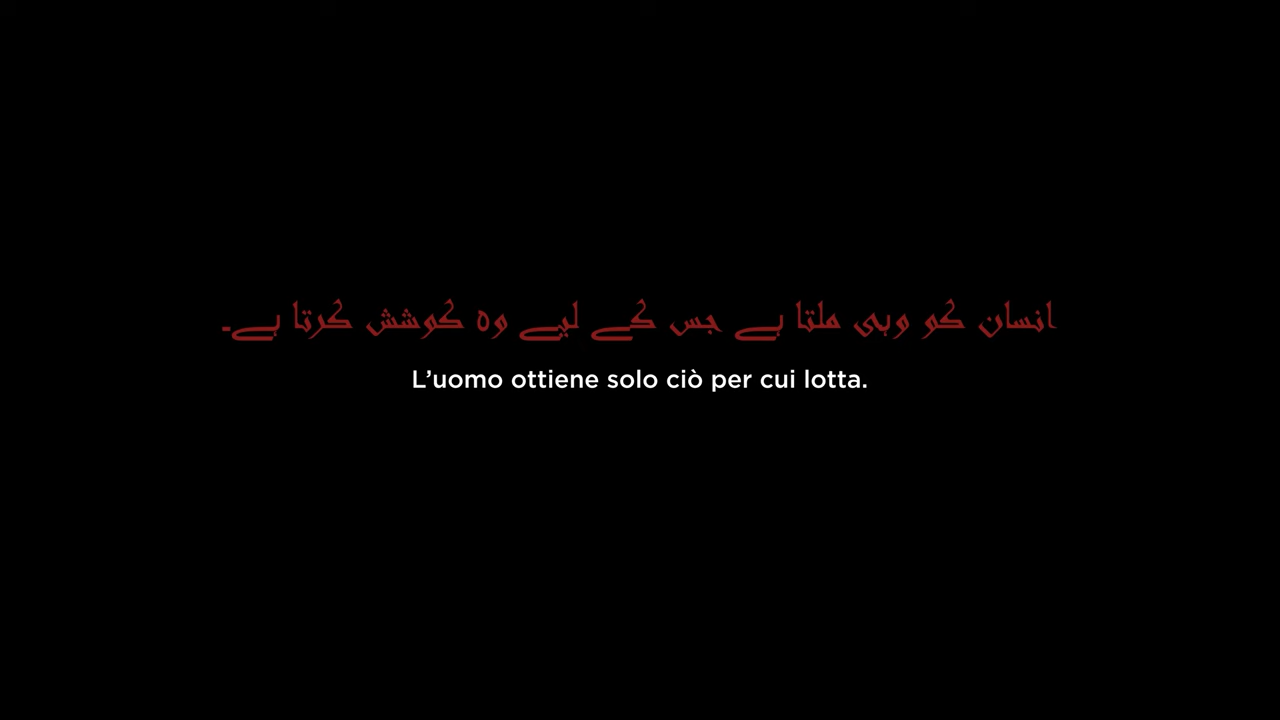 انسان کو وہی ملتا ہے جس کے لیے وہ کوشش کرتا ہے۔
L’uomo ottiene solo ciò per cui lotta.